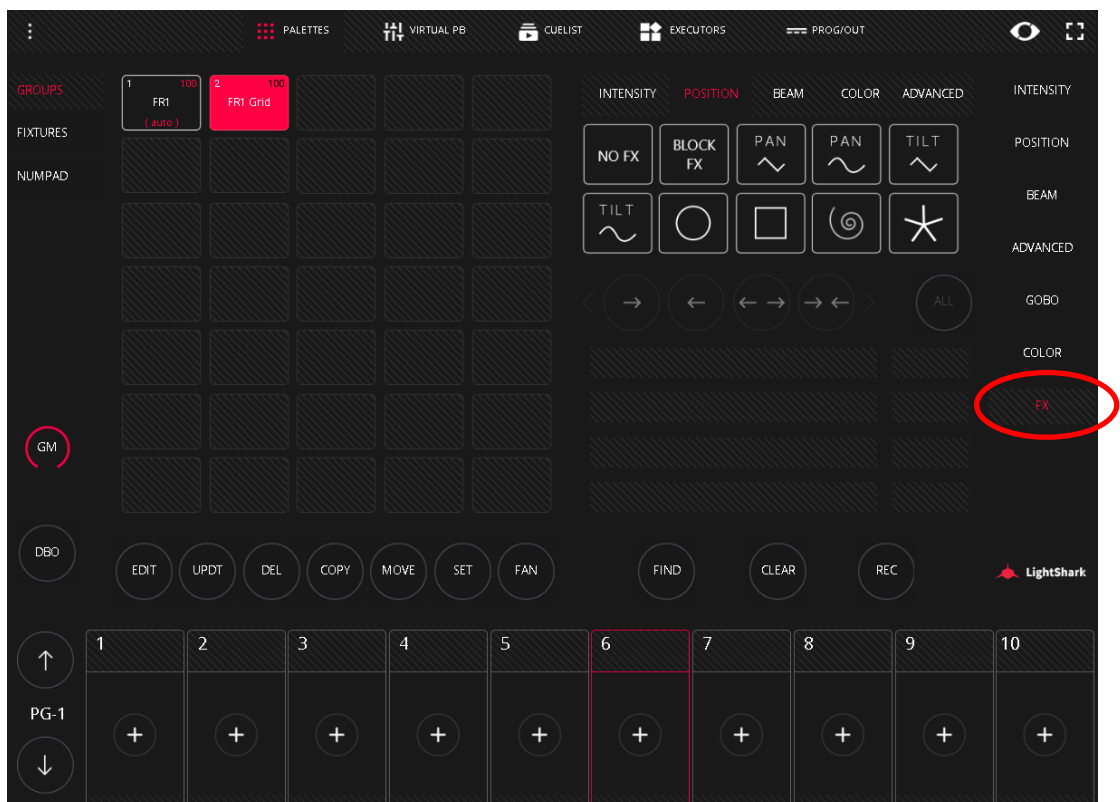 PALETTES
VIRTUAL PB
CUELIST
EXECUTORS
PROG/OUT
GROUPS
FIXTURES
NUMPAD
1 100
FR1
( auto )
2 100
FR1 Grid
INTENSITY POSITION BEAM COLOR ADVANCED
NO FX
BLOCK
FX
PAN
PAN
TILT
TILT
ALL
INTENSITY
POSITION
BEAM
ADVANCED
GOBO
COLOR
FX
GM
DBO
EDIT UPDT DEL COPY MOVE SET FAN FIND CLEAR REC
LightShark
PG-1
1 2 3 4 5 6 7 8 9 10
+ + + + + + + + + +